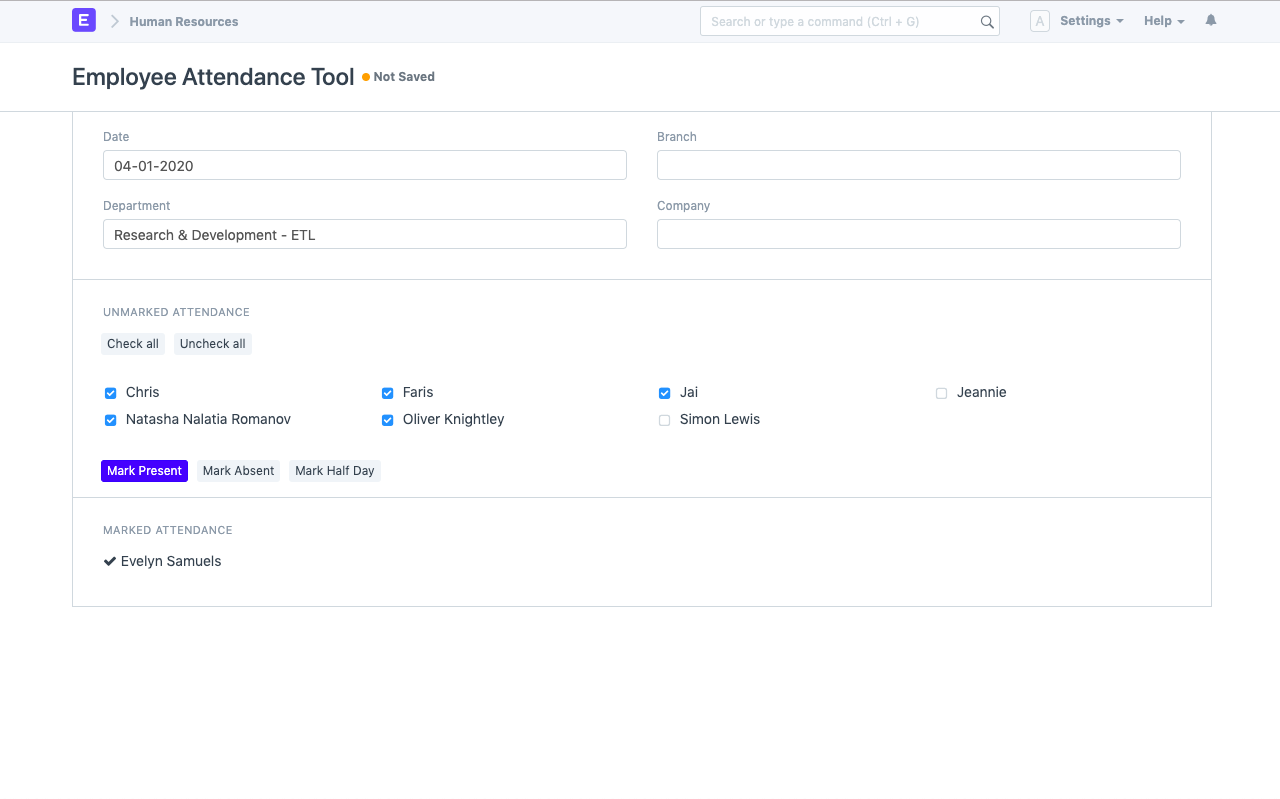 E Human Resources Search or type a command (Ctrl + G) A Settings Help
Employee Attendance Tool Not Saved
Date Branch
04-01-2020
Department Company
Research & Development - ETL
UNMARKED ATTENDANCE
Check all Uncheck all
Chris Faris Jai Jeannie
Natasha Nalatia Romanov Oliver Knightley Simon Lewis
Mark Present Mark Absent Mark Half Day
MARKED ATTENDANCE
Evelyn Samuels